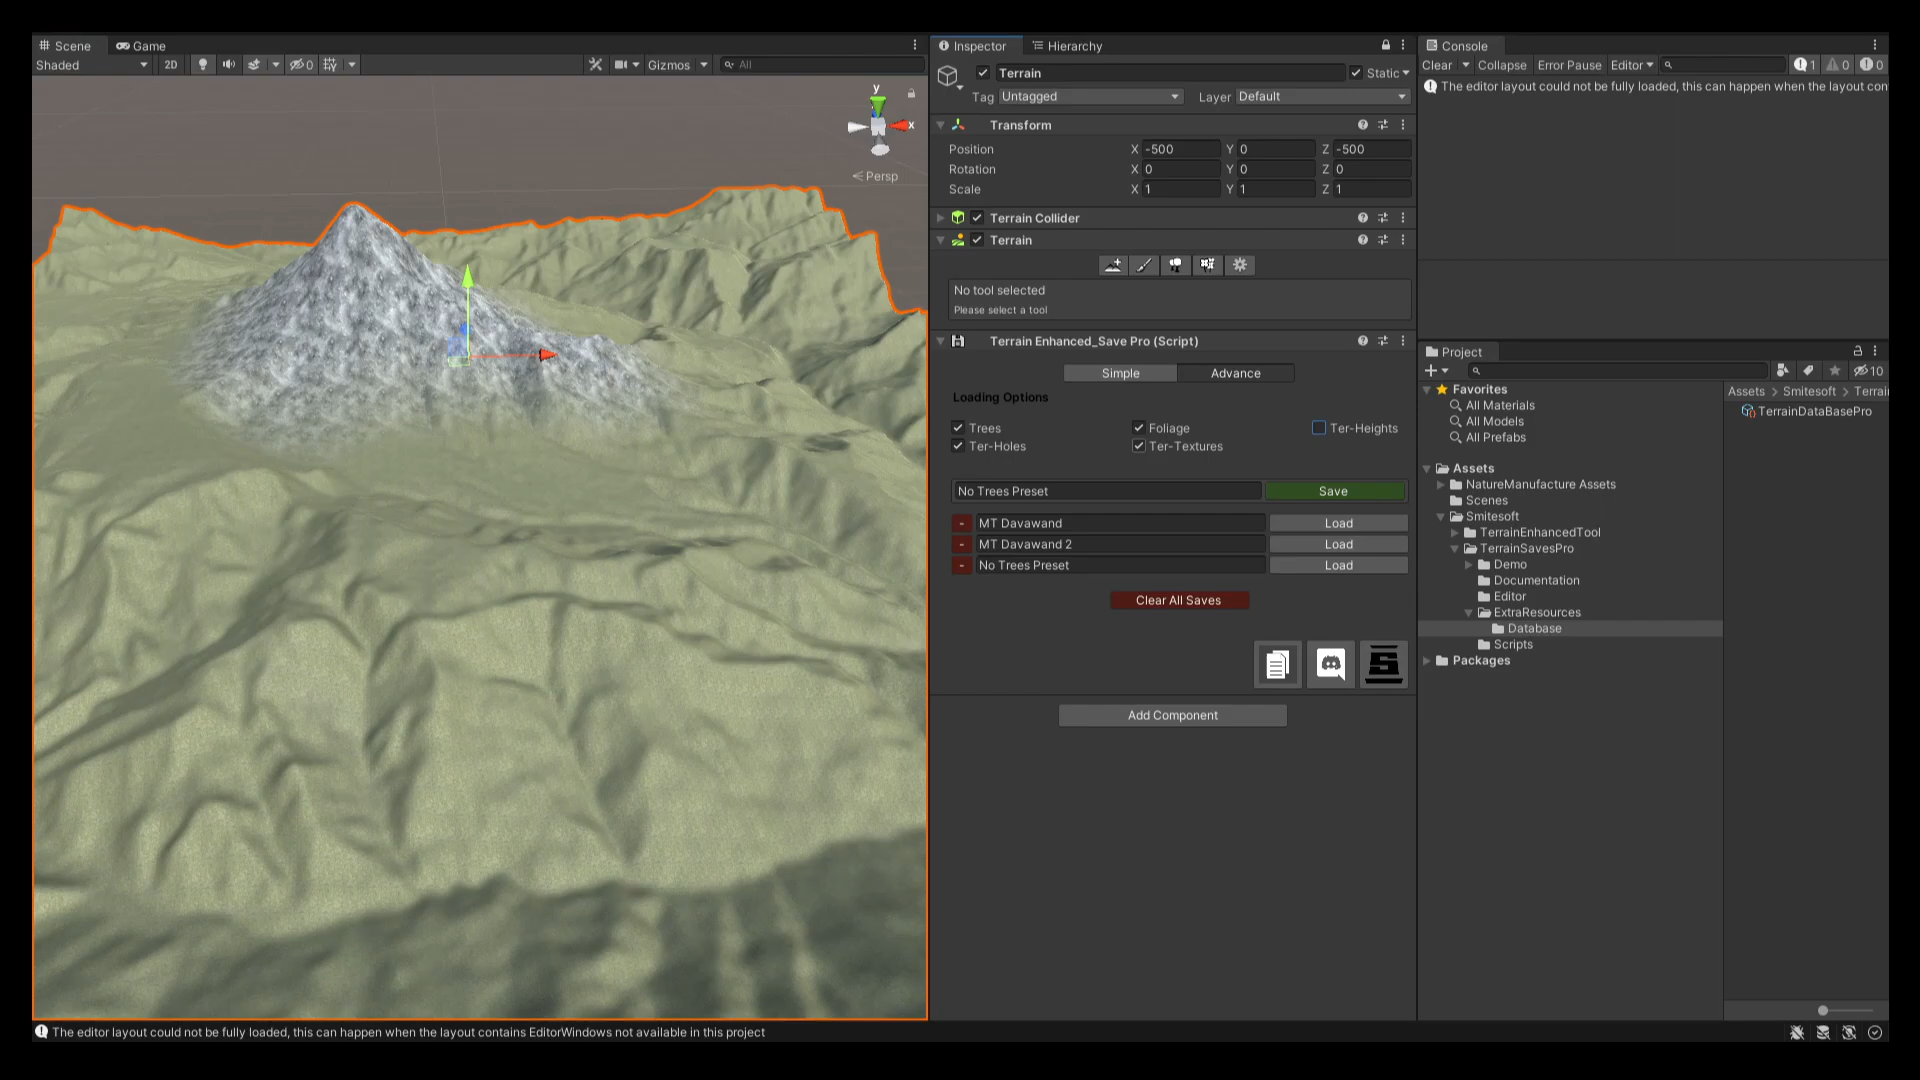 Scene
Game
Shaded
2D
0
Gizmos
All
y
x
Persp
Inspector
Hierarchy
Terrain
Static
Tag
Untagged
Layer
Default
Transform
Position
X -500
Y 0
Z -500
Rotation
X 0
Y 0
Z 0
Scale
X 1
Y 1
Z 1
Terrain Collider
Terrain
No tool selected
Please select a tool
Terrain Enhanced_Save Pro (Script)
Simple
Advance
Loading Options
Trees
Foliage
Ter-Heights
Ter-Holes
Ter-Textures
No Trees Preset
Save
- MT Davawand
Load
- MT Davawand 2
Load
- No Trees Preset
Load
Clear All Saves
Add Component
Console
Clear
Collapse
Error Pause
Editor
1
0
0
The editor layout could not be fully loaded, this can happen when the layout con
Project
10
Favorites
All Materials
All Models
All Prefabs
Assets
NatureManufacture Assets
Scenes
Smitesoft
TerrainEnhancedTool
TerrainSavesPro
Demo
Documentation
Editor
ExtraResources
Database
Scripts
Packages
Assets > Smitesoft > Terrai
TerrainDataBasePro
The editor layout could not be fully loaded, this can happen when the layout contains EditorWindows not available in this project